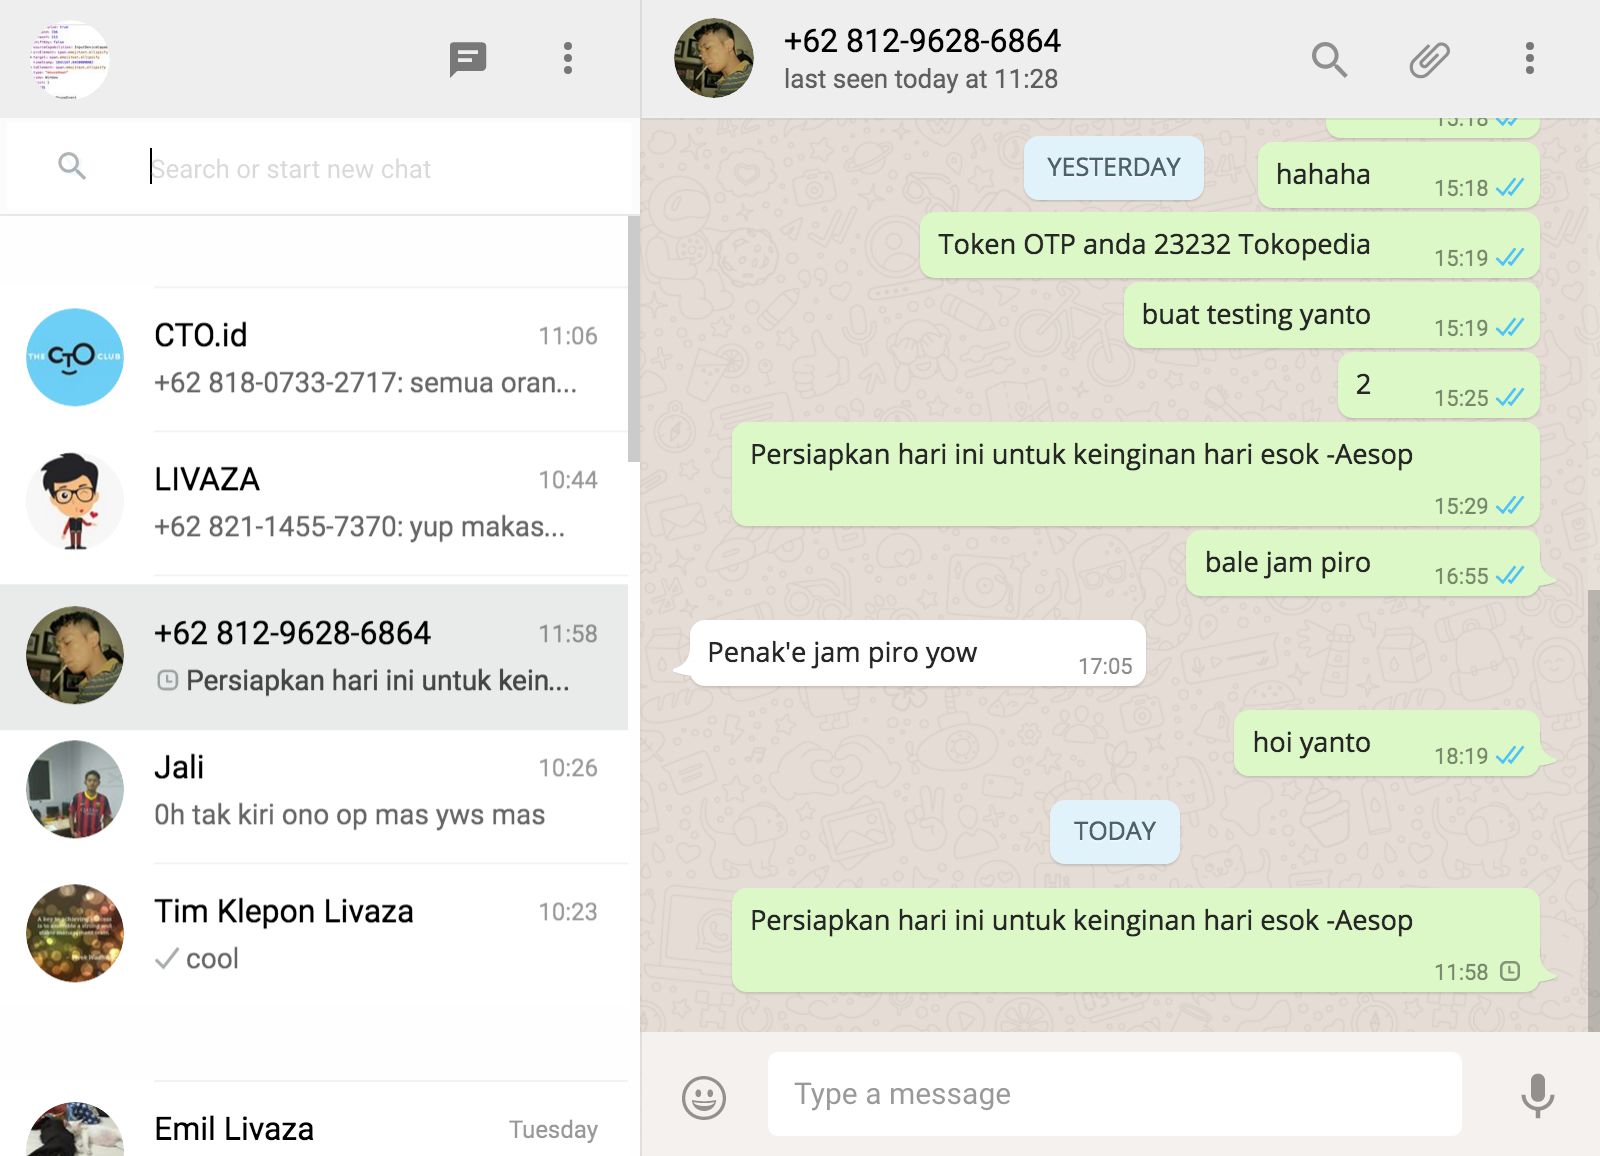 Search or start new chat
CTO.id
11:06
THE CTO CLUB
+62 818-0733-2717: semua oran...
LIVAZA
10:44
+62 821-1455-7370: yup makas...
+62 812-9628-6864
11:58
Persiapkan hari ini untuk kein...
Jali
10:26
0h tak kiri ono op mas yws mas
Tim Klepon Livaza
10:23
cool
Emil Livaza
Tuesday
+62 812-9628-6864
last seen today at 11:28
15:18
YESTERDAY
hahaha
15:18
Token OTP anda 23232 Tokopedia
15:19
buat testing yanto
15:19
2
15:25
Persiapkan hari ini untuk keinginan hari esok -Aesop
15:29
bale jam piro
16:55
Penak'e jam piro yow
17:05
hoi yanto
18:19
TODAY
Persiapkan hari ini untuk keinginan hari esok -Aesop
11:58
Type a message